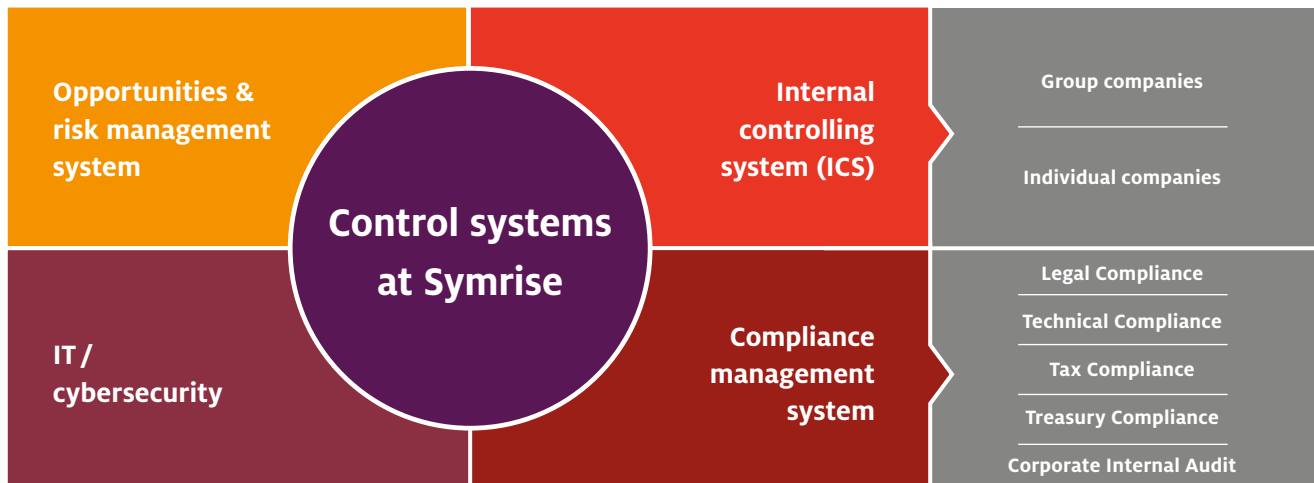 Opportunities &
risk management
system
Control systems
at Symrise
Internal
controlling
system (ICS)
Group companies
Individual companies
IT /
cybersecurity
Compliance
management
system
Legal Compliance
Technical Compliance
Tax Compliance
Treasury Compliance
Corporate Internal Audit